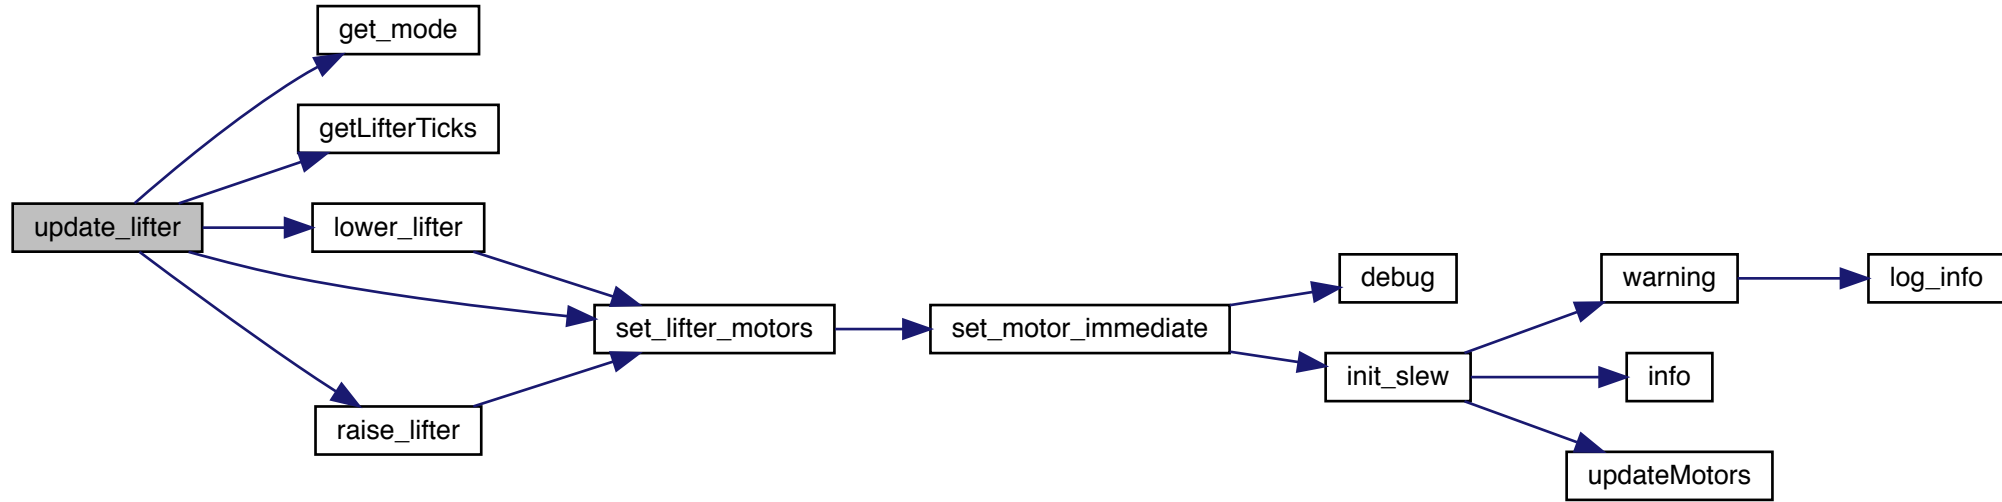 get_mode
getLifterTicks
update_lifter
lower_lifter
set_lifter_motors
raise_lifter
set_motor_immediate
debug
init_slew
warning
info
updateMotors
log_info